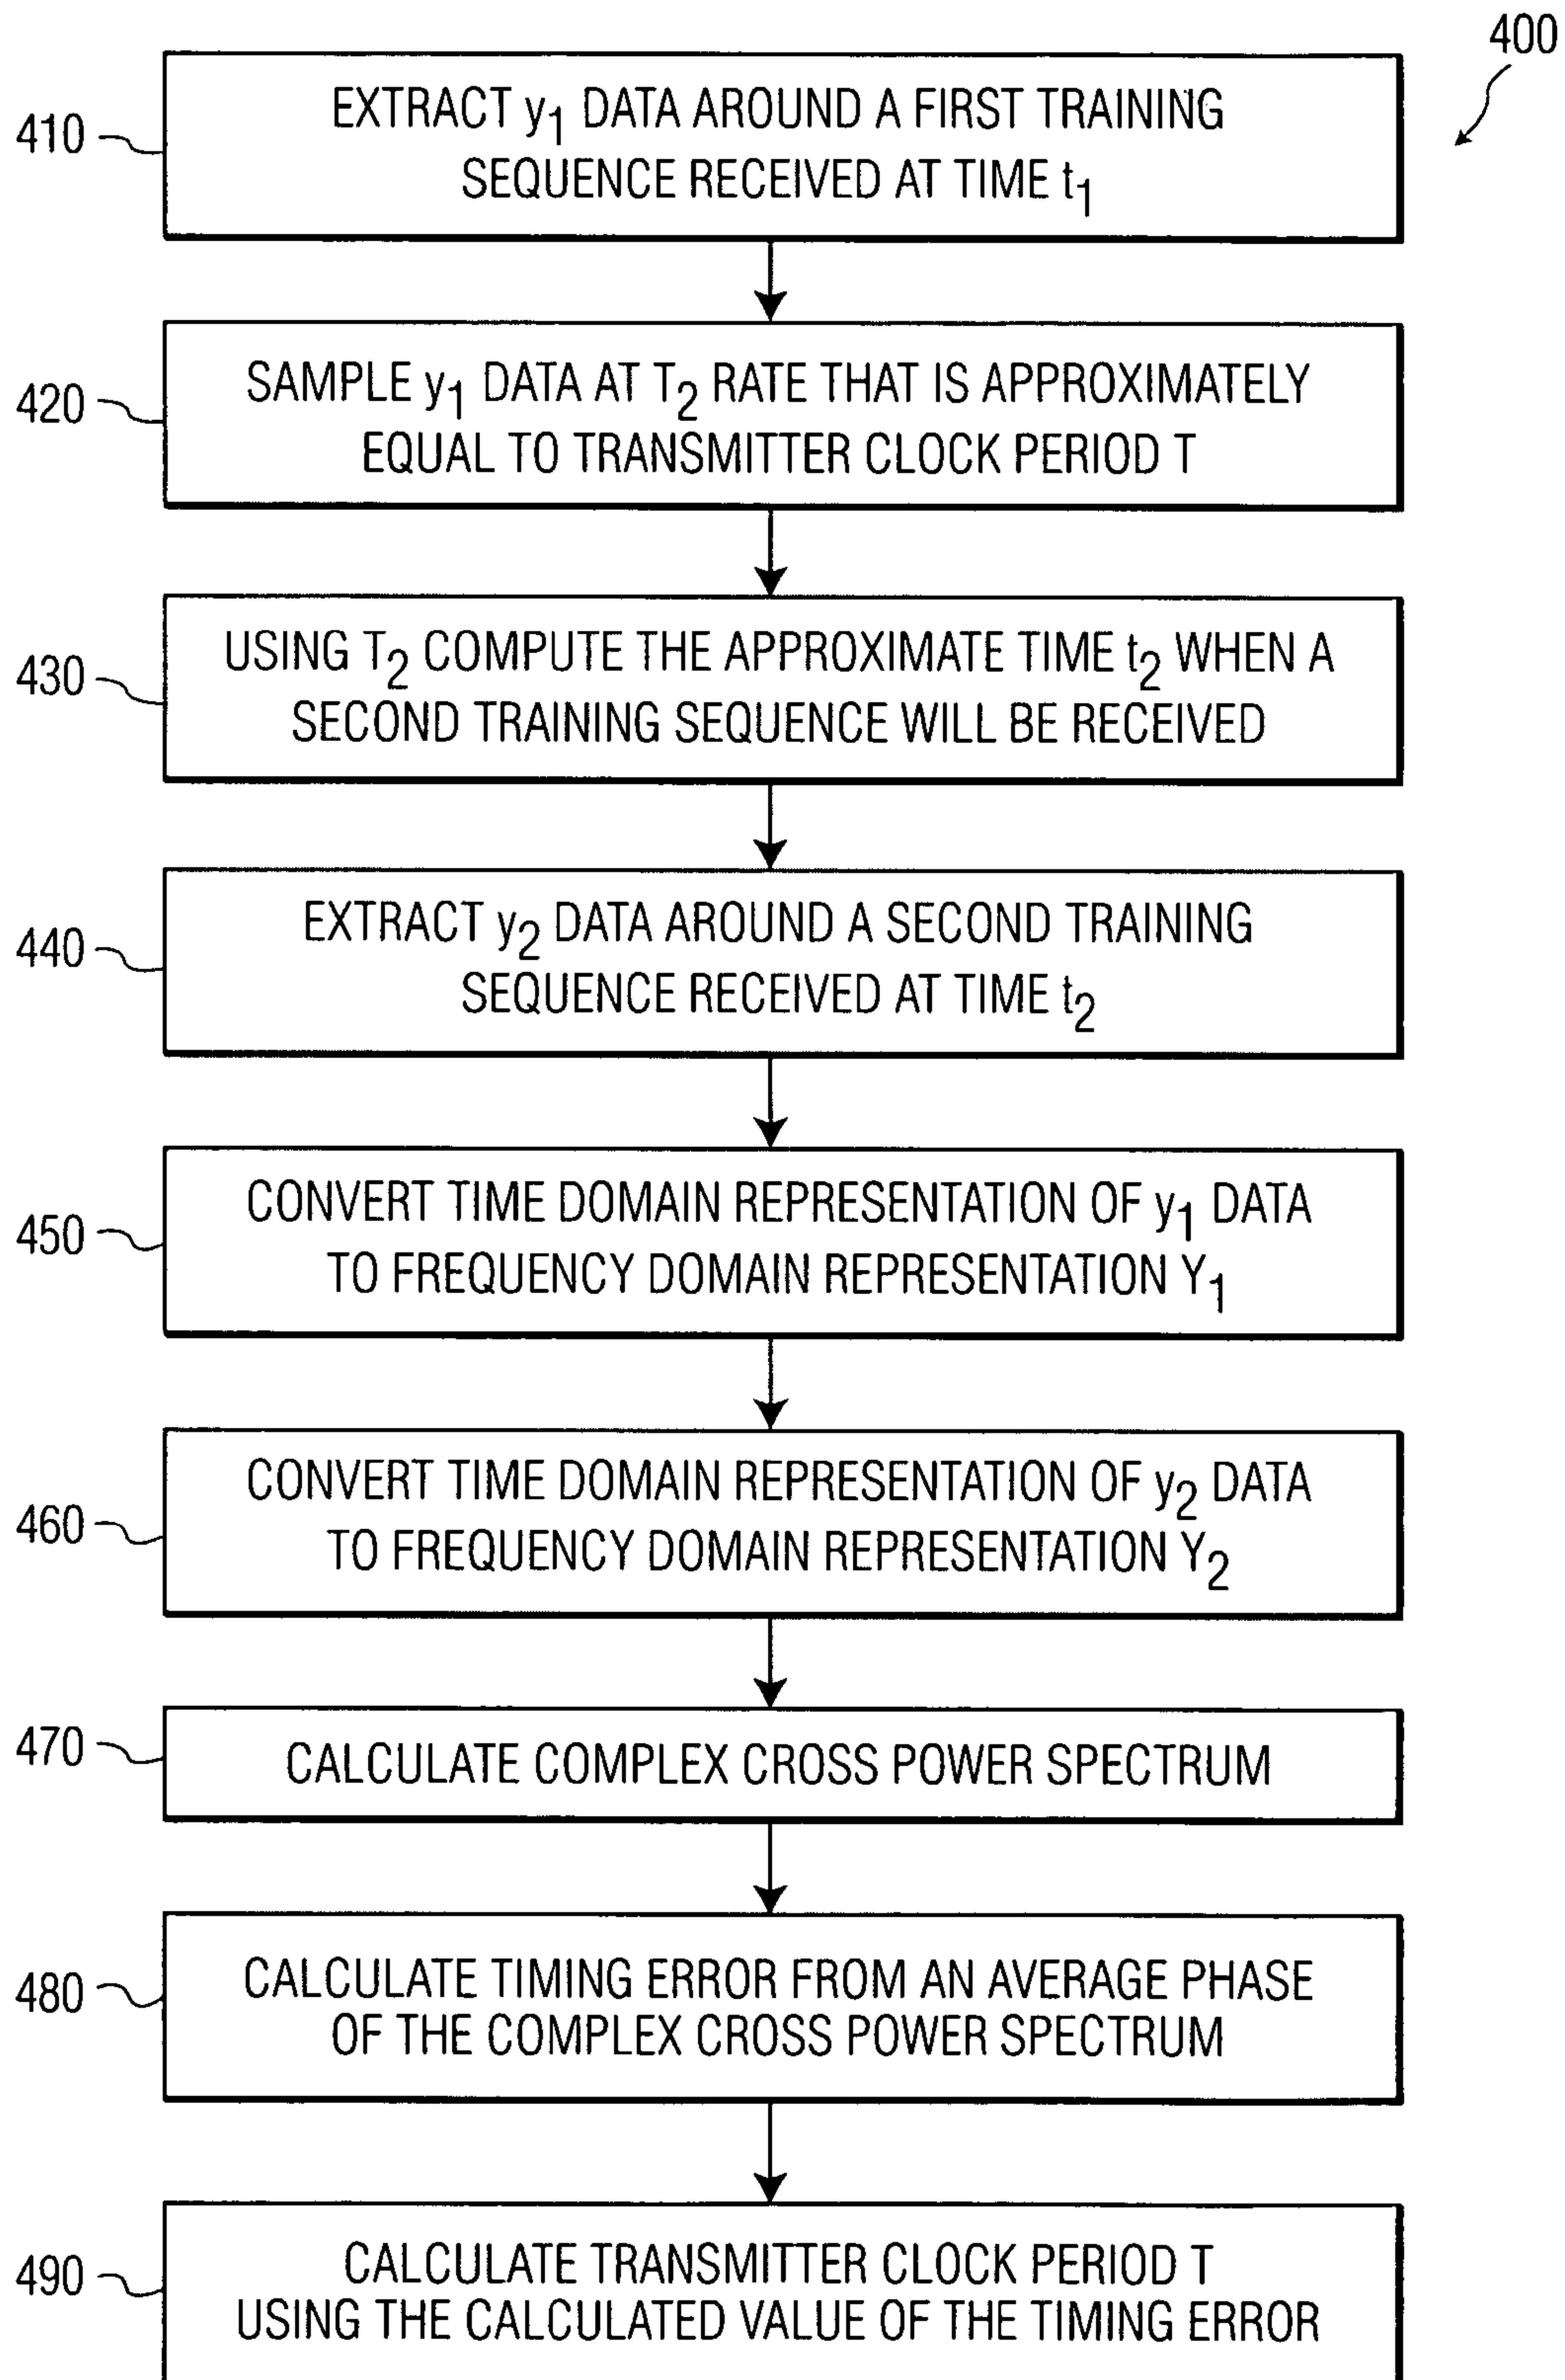 400
410
EXTRACT y1 DATA AROUND A FIRST TRAINING
SEQUENCE RECEIVED AT TIME t1
420
SAMPLE y1 DATA AT T2 RATE THAT IS APPROXIMATELY
EQUAL TO TRANSMITTER CLOCK PERIOD T
430
USING T2 COMPUTE THE APPROXIMATE TIME t2 WHEN A
SECOND TRAINING SEQUENCE WILL BE RECEIVED
440
EXTRACT y2 DATA AROUND A SECOND TRAINING
SEQUENCE RECEIVED AT TIME t2
450
CONVERT TIME DOMAIN REPRESENTATION OF y1 DATA
TO FREQUENCY DOMAIN REPRESENTATION Y1
460
CONVERT TIME DOMAIN REPRESENTATION OF y2 DATA
TO FREQUENCY DOMAIN REPRESENTATION Y2
470
CALCULATE COMPLEX CROSS POWER SPECTRUM
480
CALCULATE TIMING ERROR FROM AN AVERAGE PHASE
OF THE COMPLEX CROSS POWER SPECTRUM
490
CALCULATE TRANSMITTER CLOCK PERIOD T
USING THE CALCULATED VALUE OF THE TIMING ERROR